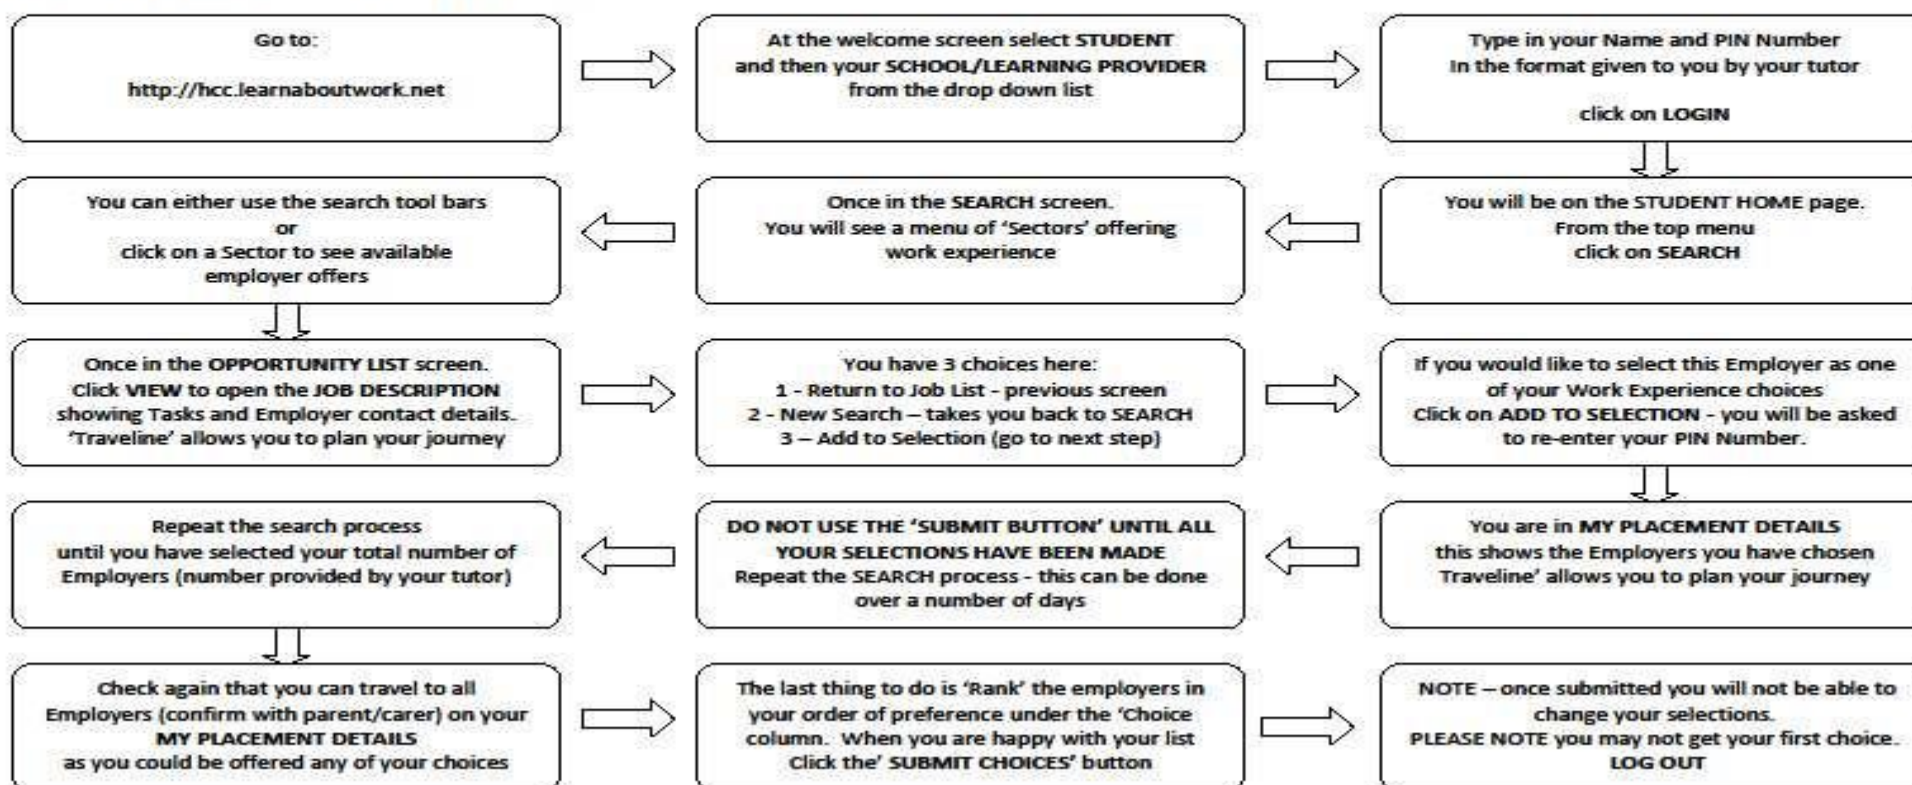 Go to:
http://hcc.learnaboutwork.net
At the welcome screen select STUDENT
and then your SCHOOL/LEARNING PROVIDER
from the drop down list
Type in your Name and PIN Number
In the format given to you by your tutor
click on LOGIN
You will be on the STUDENT HOME page.
From the top menu
click on SEARCH
Once in the SEARCH screen.
You will see a menu of ‘Sectors’ offering
work experience
You can either use the search tool bars
or
click on a Sector to see available
employer offers
Once in the OPPORTUNITY LIST screen.
Click VIEW to open the JOB DESCRIPTION
showing Tasks and Employer contact details.
‘Traveline’ allows you to plan your journey
You have 3 choices here:
1 - Return to Job List - previous screen
2 - New Search – takes you back to SEARCH
3 – Add to Selection (go to next step)
If you would like to select this Employer as one
of your Work Experience choices
Click on ADD TO SELECTION - you will be asked
to re-enter your PIN Number.
You are in MY PLACEMENT DETAILS
this shows the Employers you have chosen
Traveline’ allows you to plan your journey
DO NOT USE THE ‘SUBMIT BUTTON’ UNTIL ALL
YOUR SELECTIONS HAVE BEEN MADE
Repeat the SEARCH process - this can be done
over a number of days
Repeat the search process
until you have selected your total number of
Employers (number provided by your tutor)
Check again that you can travel to all
Employers (confirm with parent/carer) on your
MY PLACEMENT DETAILS
as you could be offered any of your choices
The last thing to do is ‘Rank’ the employers in
your order of preference under the ‘Choice
column. When you are happy with your list
Click the’ SUBMIT CHOICES’ button
NOTE – once submitted you will not be able to
change your selections.
PLEASE NOTE you may not get your first choice.
LOG OUT